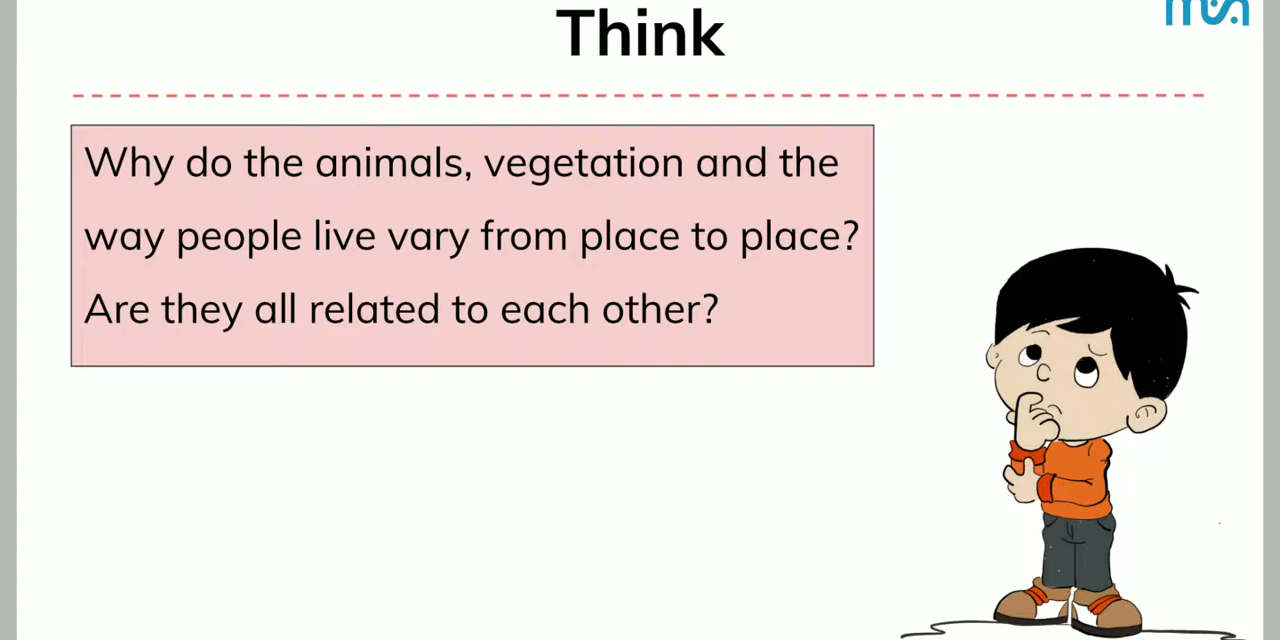 Think
Why do the animals, vegetation and the
way people live vary from place to place?
Are they all related to each other?